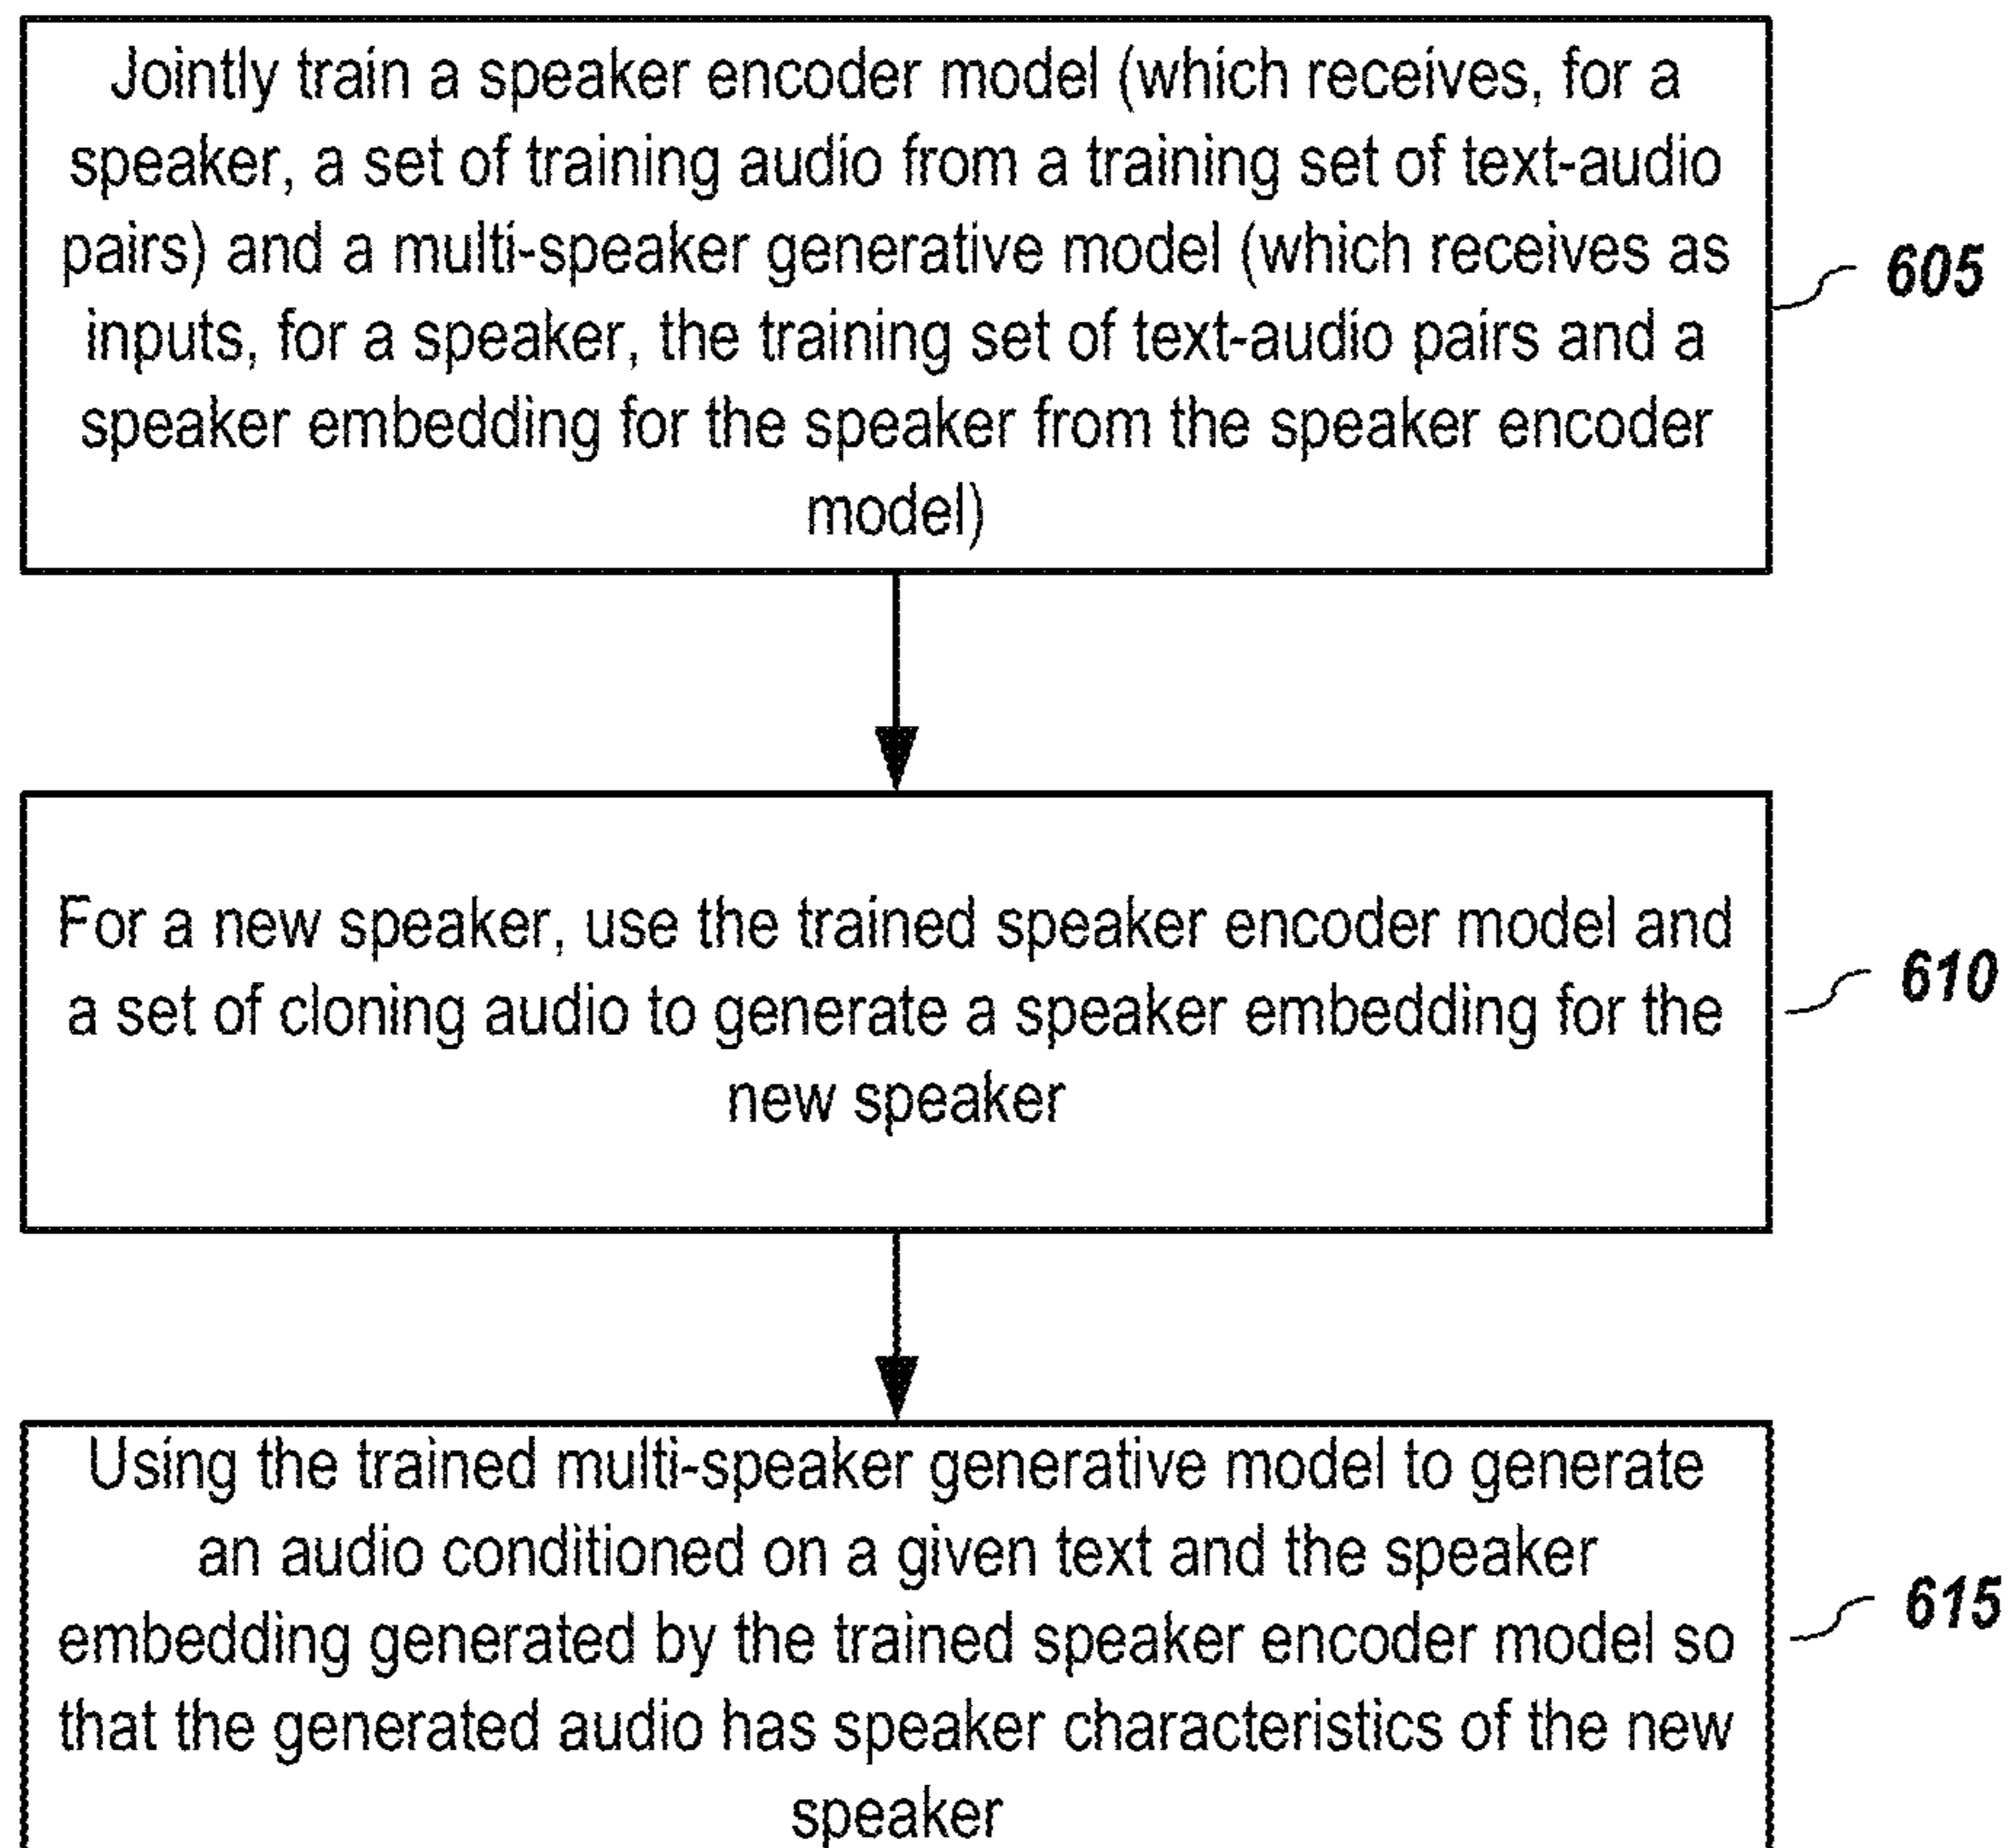 Jointly train a speaker encoder model (which receives, for a
speaker, a set of training audio from a training set of text-audio
pairs) and a multi-speaker generative model (which receives as
inputs, for a speaker, the training set of text-audio pairs and a
speaker embedding for the speaker from the speaker encoder
model)
605
For a new speaker, use the trained speaker encoder model and
a set of cloning audio to generate a speaker embedding for the
new speaker
610
Using the trained multi-speaker generative model to generate
an audio conditioned on a given text and the speaker
embedding generated by the trained speaker encoder model so
that the generated audio has speaker characteristics of the new
speaker
615